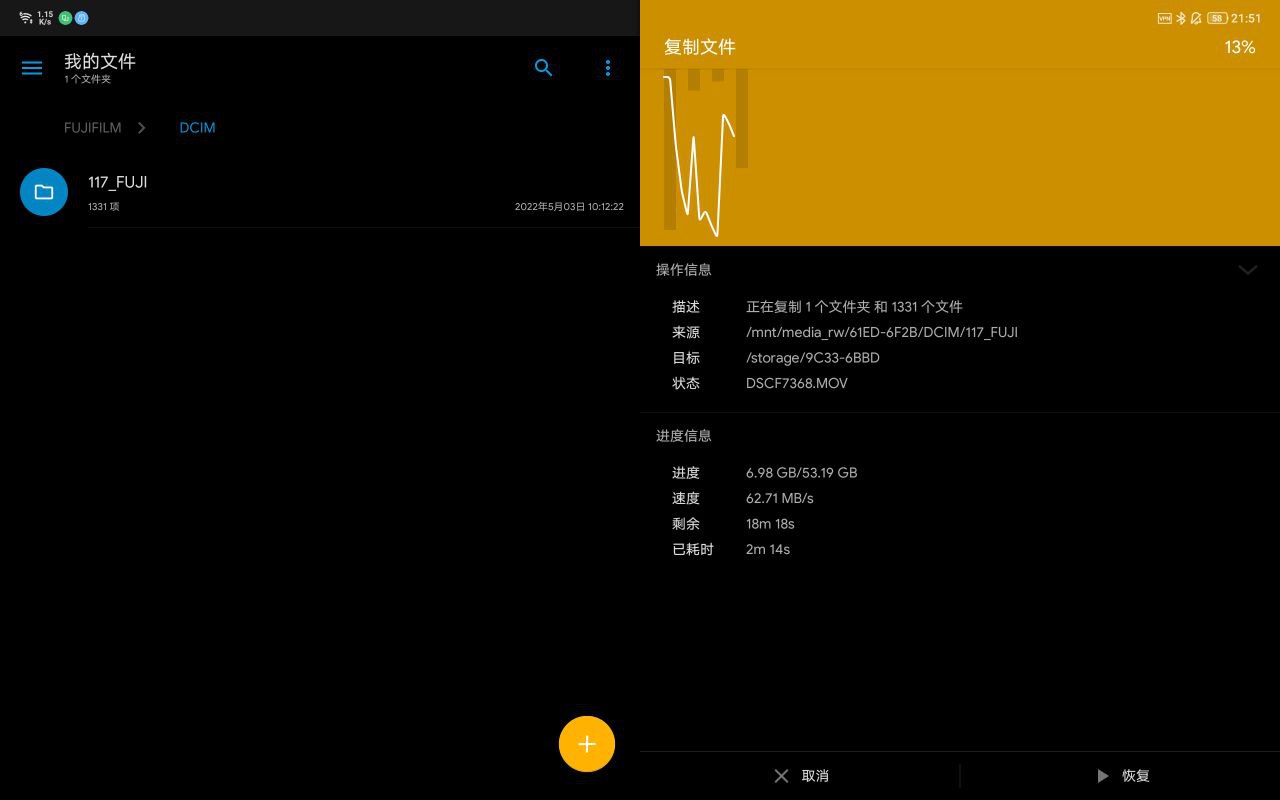 1.15
K/s
我的文件
1 个文件夹
FUJIFILM
DCIM
117_FUJI
1331 项
2022年5月03日 10:12:22
VPN
58
21:51
复制文件
13%
操作信息
描述
正在复制 1 个文件夹 和 1331 个文件
来源
/mnt/media_rw/61ED-6F2B/DCIM/117_FUJI
目标
/storage/9C33-6BBD
状态
DSCF7368.MOV
进度信息
进度
6.98 GB/53.19 GB
速度
62.71 MB/s
剩余
18m 18s
已耗时
2m 14s
取消
恢复